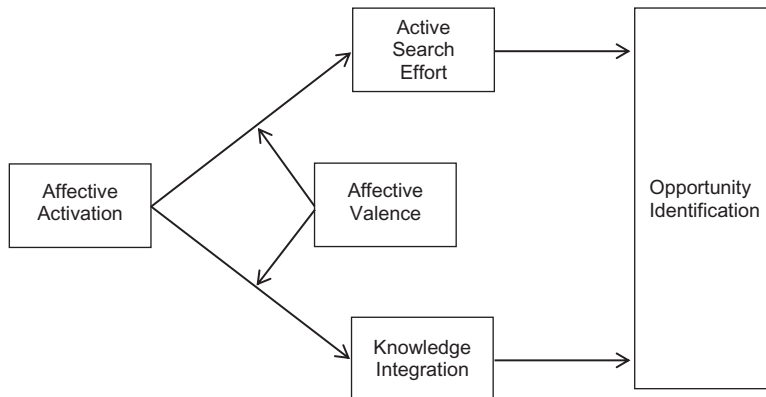 Active
Search
Effort
Affective
Activation
Affective
Valence
Opportunity
Identification
Knowledge
Integration